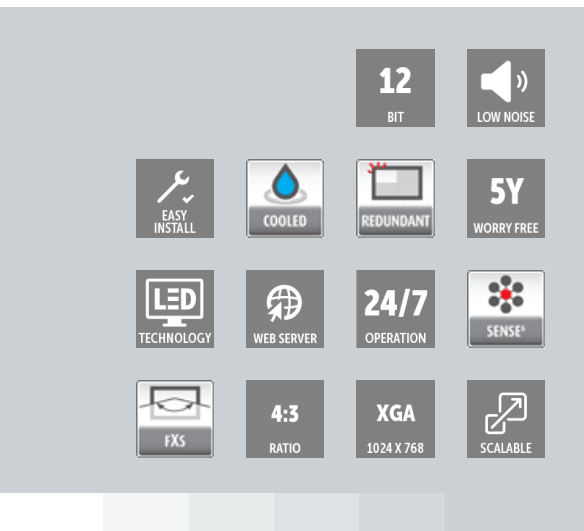 12
BIT
LOW NOISE
EASY
INSTALL
COOLED
REDUNDANT
5Y
WORRY FREE
LED
TECHNOLOGY
WEB SERVER
24/7
OPERATION
SENSEˣ
FXS
4:3
RATIO
XGA
1024 X 768
SCALABLE